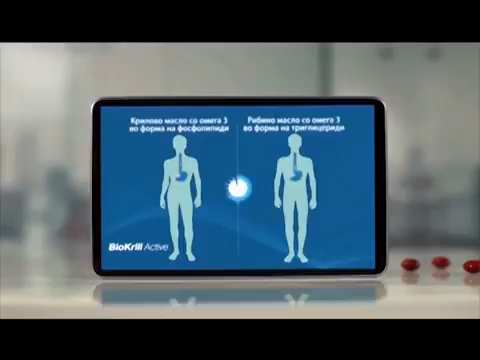 Крилово масло со омега 3
во форма на фосфолипиди
Рибино масло со омега 3
во форма на триглицериди
BioKrill Active